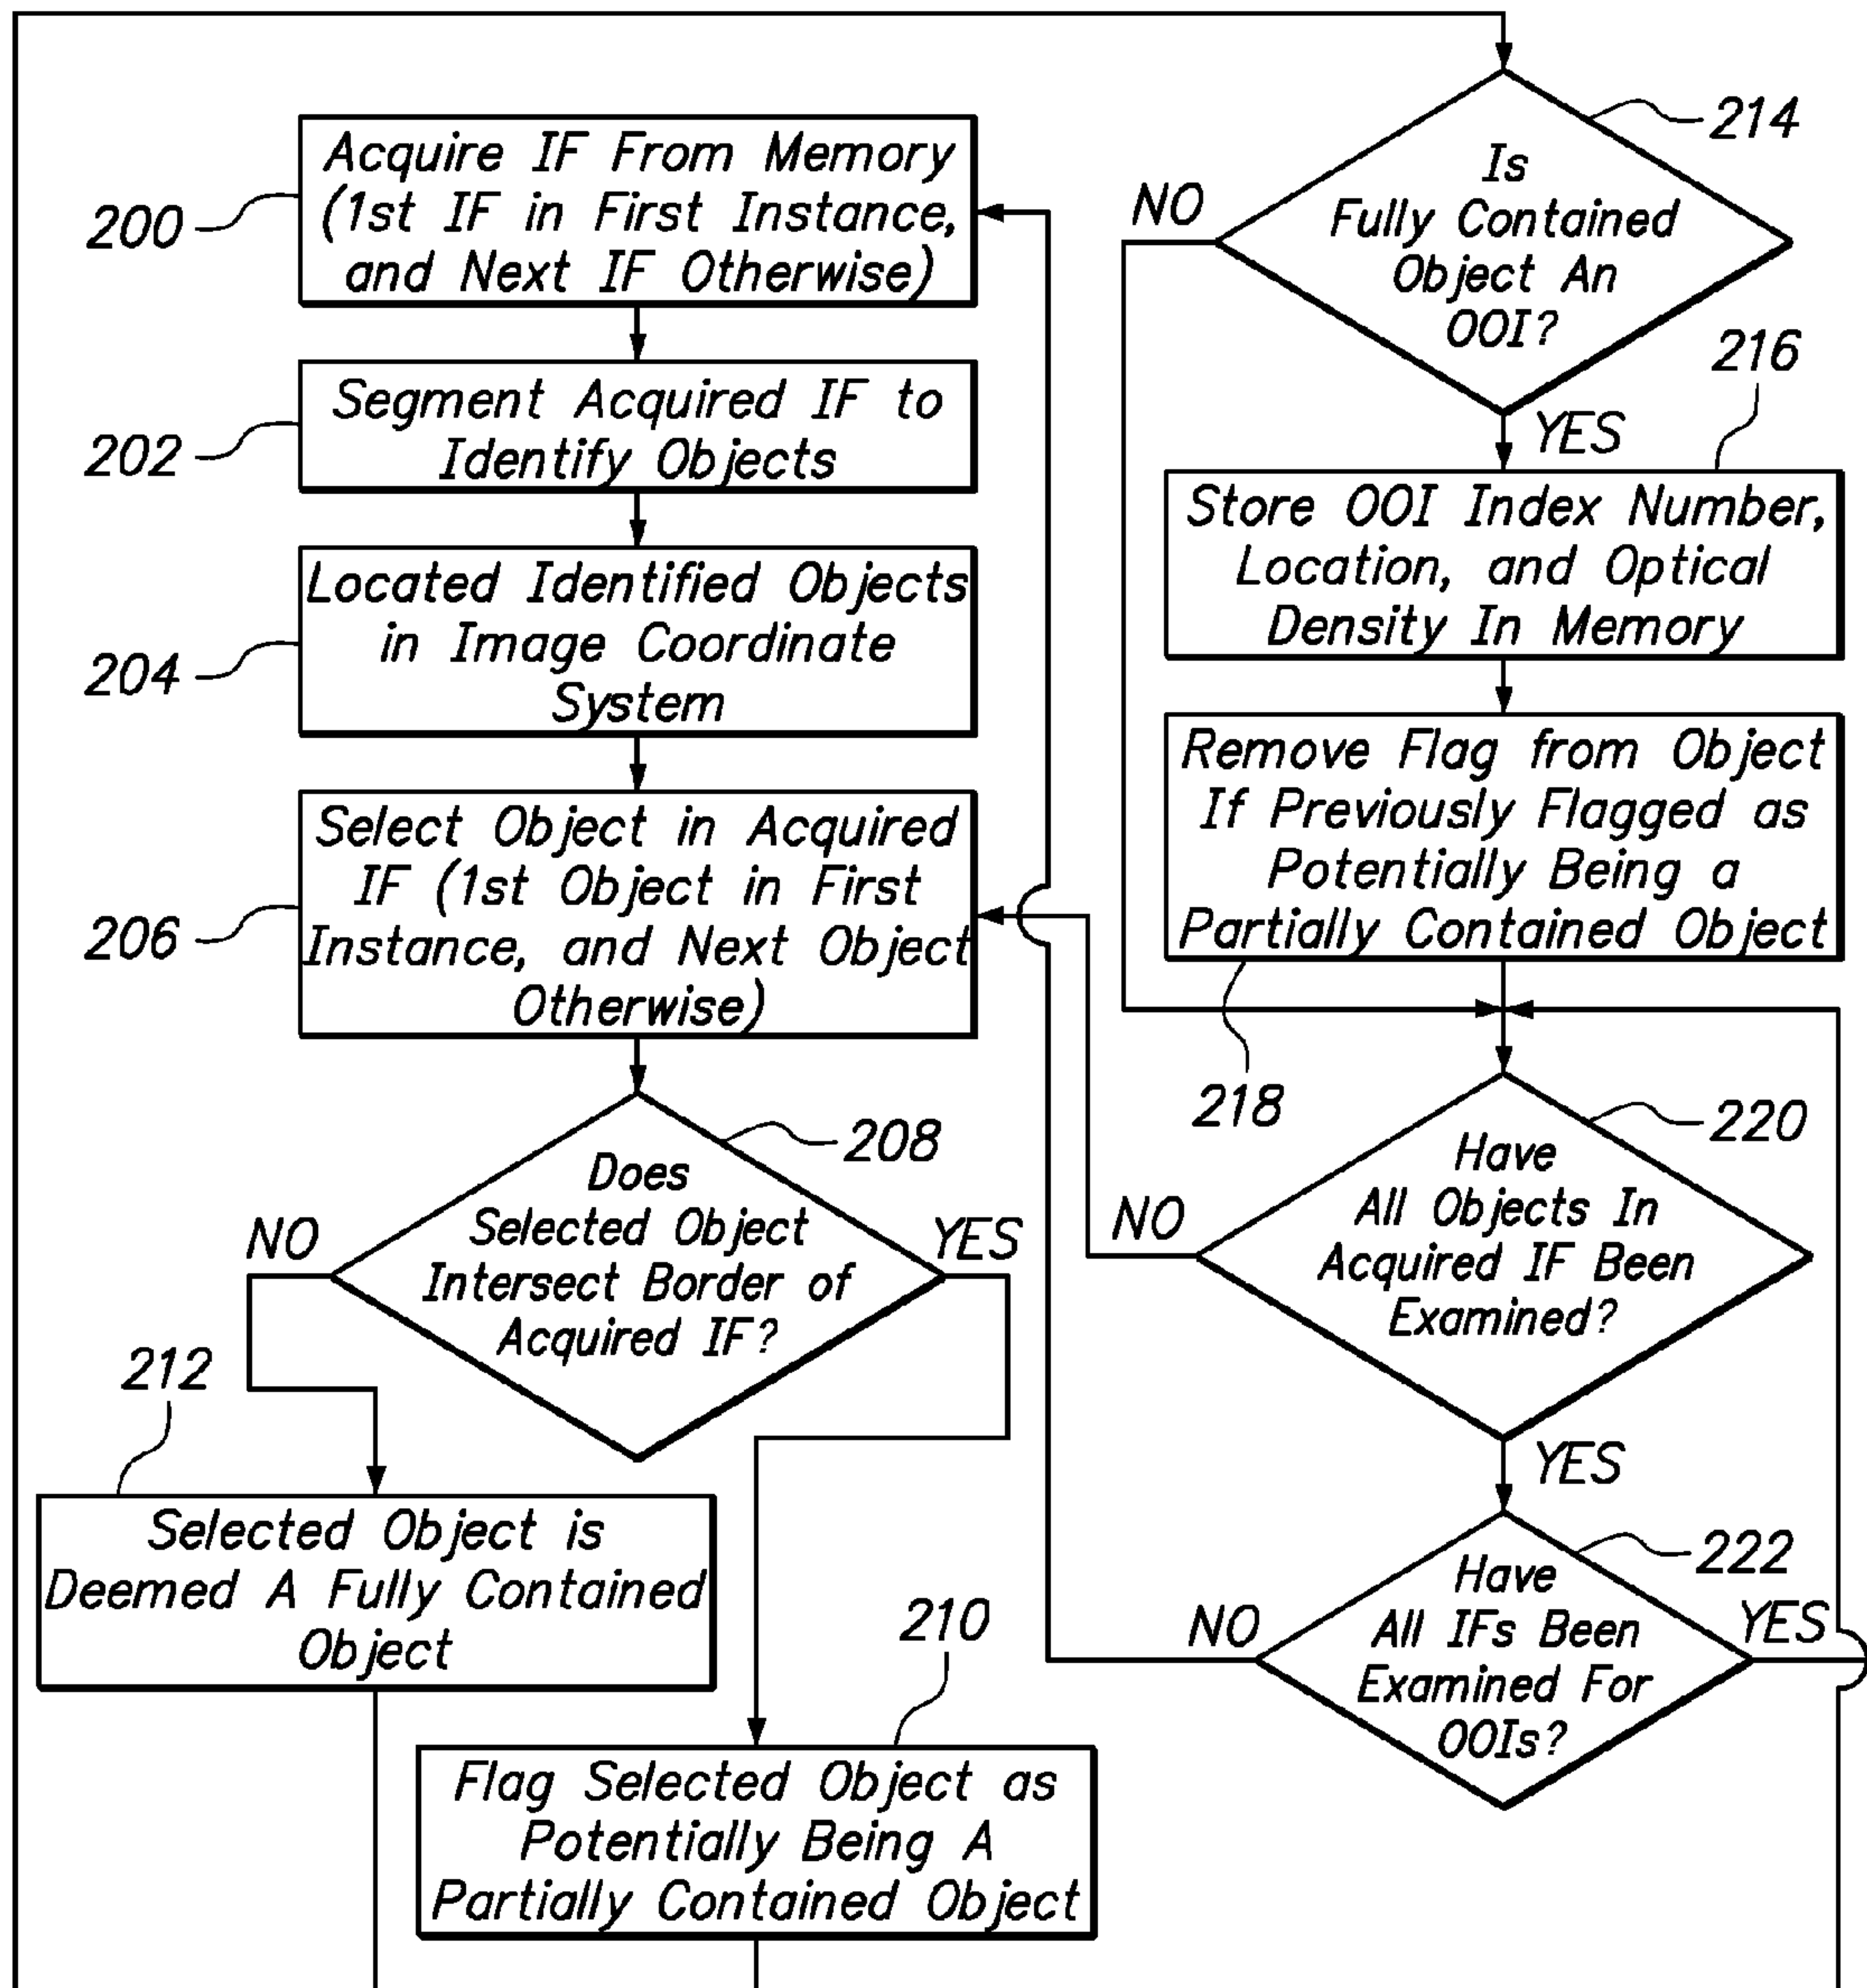 200
Acquire IF From Memory
(1st IF in First Instance,
and Next IF Otherwise)
202
Segment Acquired IF to
Identify Objects
204
Located Identified Objects
in Image Coordinate
System
206
Select Object in Acquired
IF (1st Object in First
Instance, and Next Object
Otherwise)
208
Does
Selected Object
Intersect Border of
Acquired IF?
NO
YES
212
Selected Object is
Deemed A Fully Contained
Object
210
Flag Selected Object as
Potentially Being A
Partially Contained Object
214
Is
Fully Contained
Object An
OOI?
NO
YES
216
Store OOI Index Number,
Location, and Optical
Density In Memory
Remove Flag from Object
If Previously Flagged as
Potentially Being a
Partially Contained Object
218
220
Have
All Objects In
Acquired IF Been
Examined?
NO
YES
222
Have
All IFs Been
Examined For
OOIs?
NO
YES